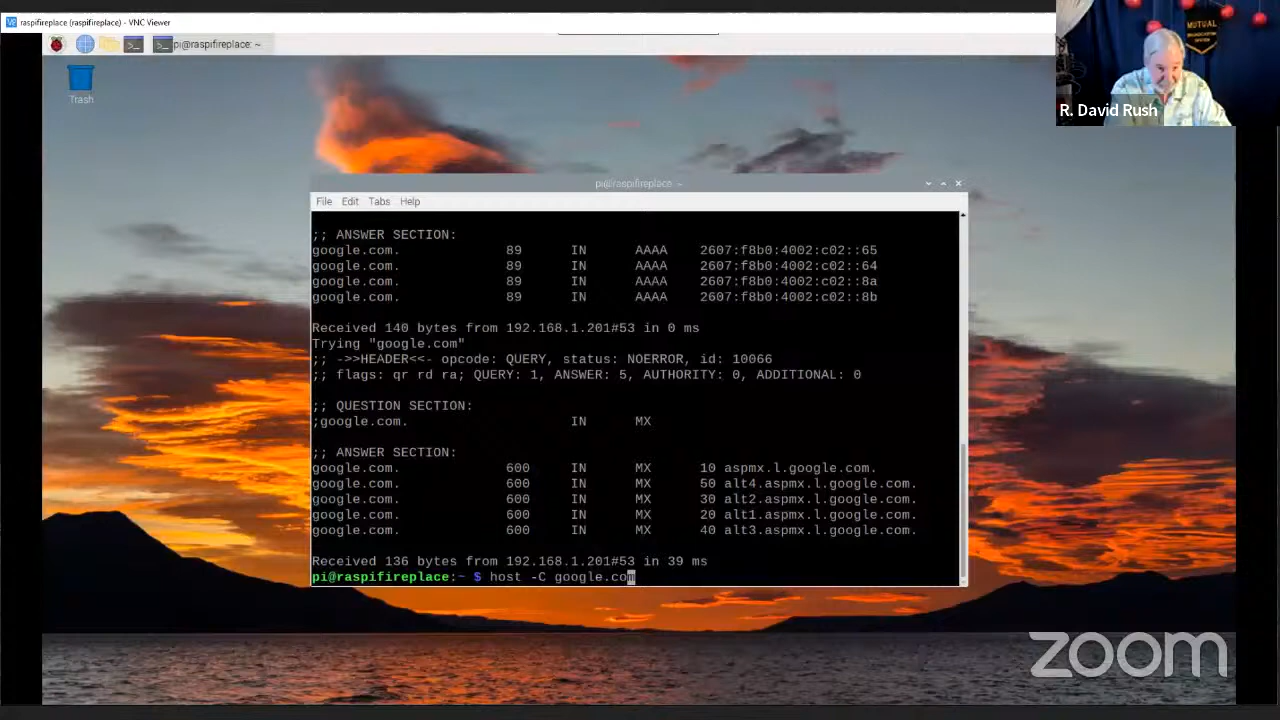 raspifireplace (raspifireplace) - VNC Viewer
pi@raspifireplace: ~
Trash
MUTUAL
BROADCASTING
SYSTEM
R. David Rush
pi@raspifireplace: ~
File Edit Tabs Help
;; ANSWER SECTION:
google.com. 89 IN AAAA 2607:f8b0:4002:c02::65
google.com. 89 IN AAAA 2607:f8b0:4002:c02::64
google.com. 89 IN AAAA 2607:f8b0:4002:c02::8a
google.com. 89 IN AAAA 2607:f8b0:4002:c02::8b
Received 140 bytes from 192.168.1.201#53 in 0 ms
Trying "google.com"
;; ->>HEADER<<- opcode: QUERY, status: NOERROR, id: 10066
;; flags: qr rd ra; QUERY: 1, ANSWER: 5, AUTHORITY: 0, ADDITIONAL: 0
;; QUESTION SECTION:
;google.com. IN MX
;; ANSWER SECTION:
google.com. 600 IN MX 10 aspmx.l.google.com.
google.com. 600 IN MX 50 alt4.aspmx.l.google.com.
google.com. 600 IN MX 30 alt2.aspmx.l.google.com.
google.com. 600 IN MX 20 alt1.aspmx.l.google.com.
google.com. 600 IN MX 40 alt3.aspmx.l.google.com.
Received 136 bytes from 192.168.1.201#53 in 39 ms
pi@raspifireplace:~ $ host -C google.com
zoom